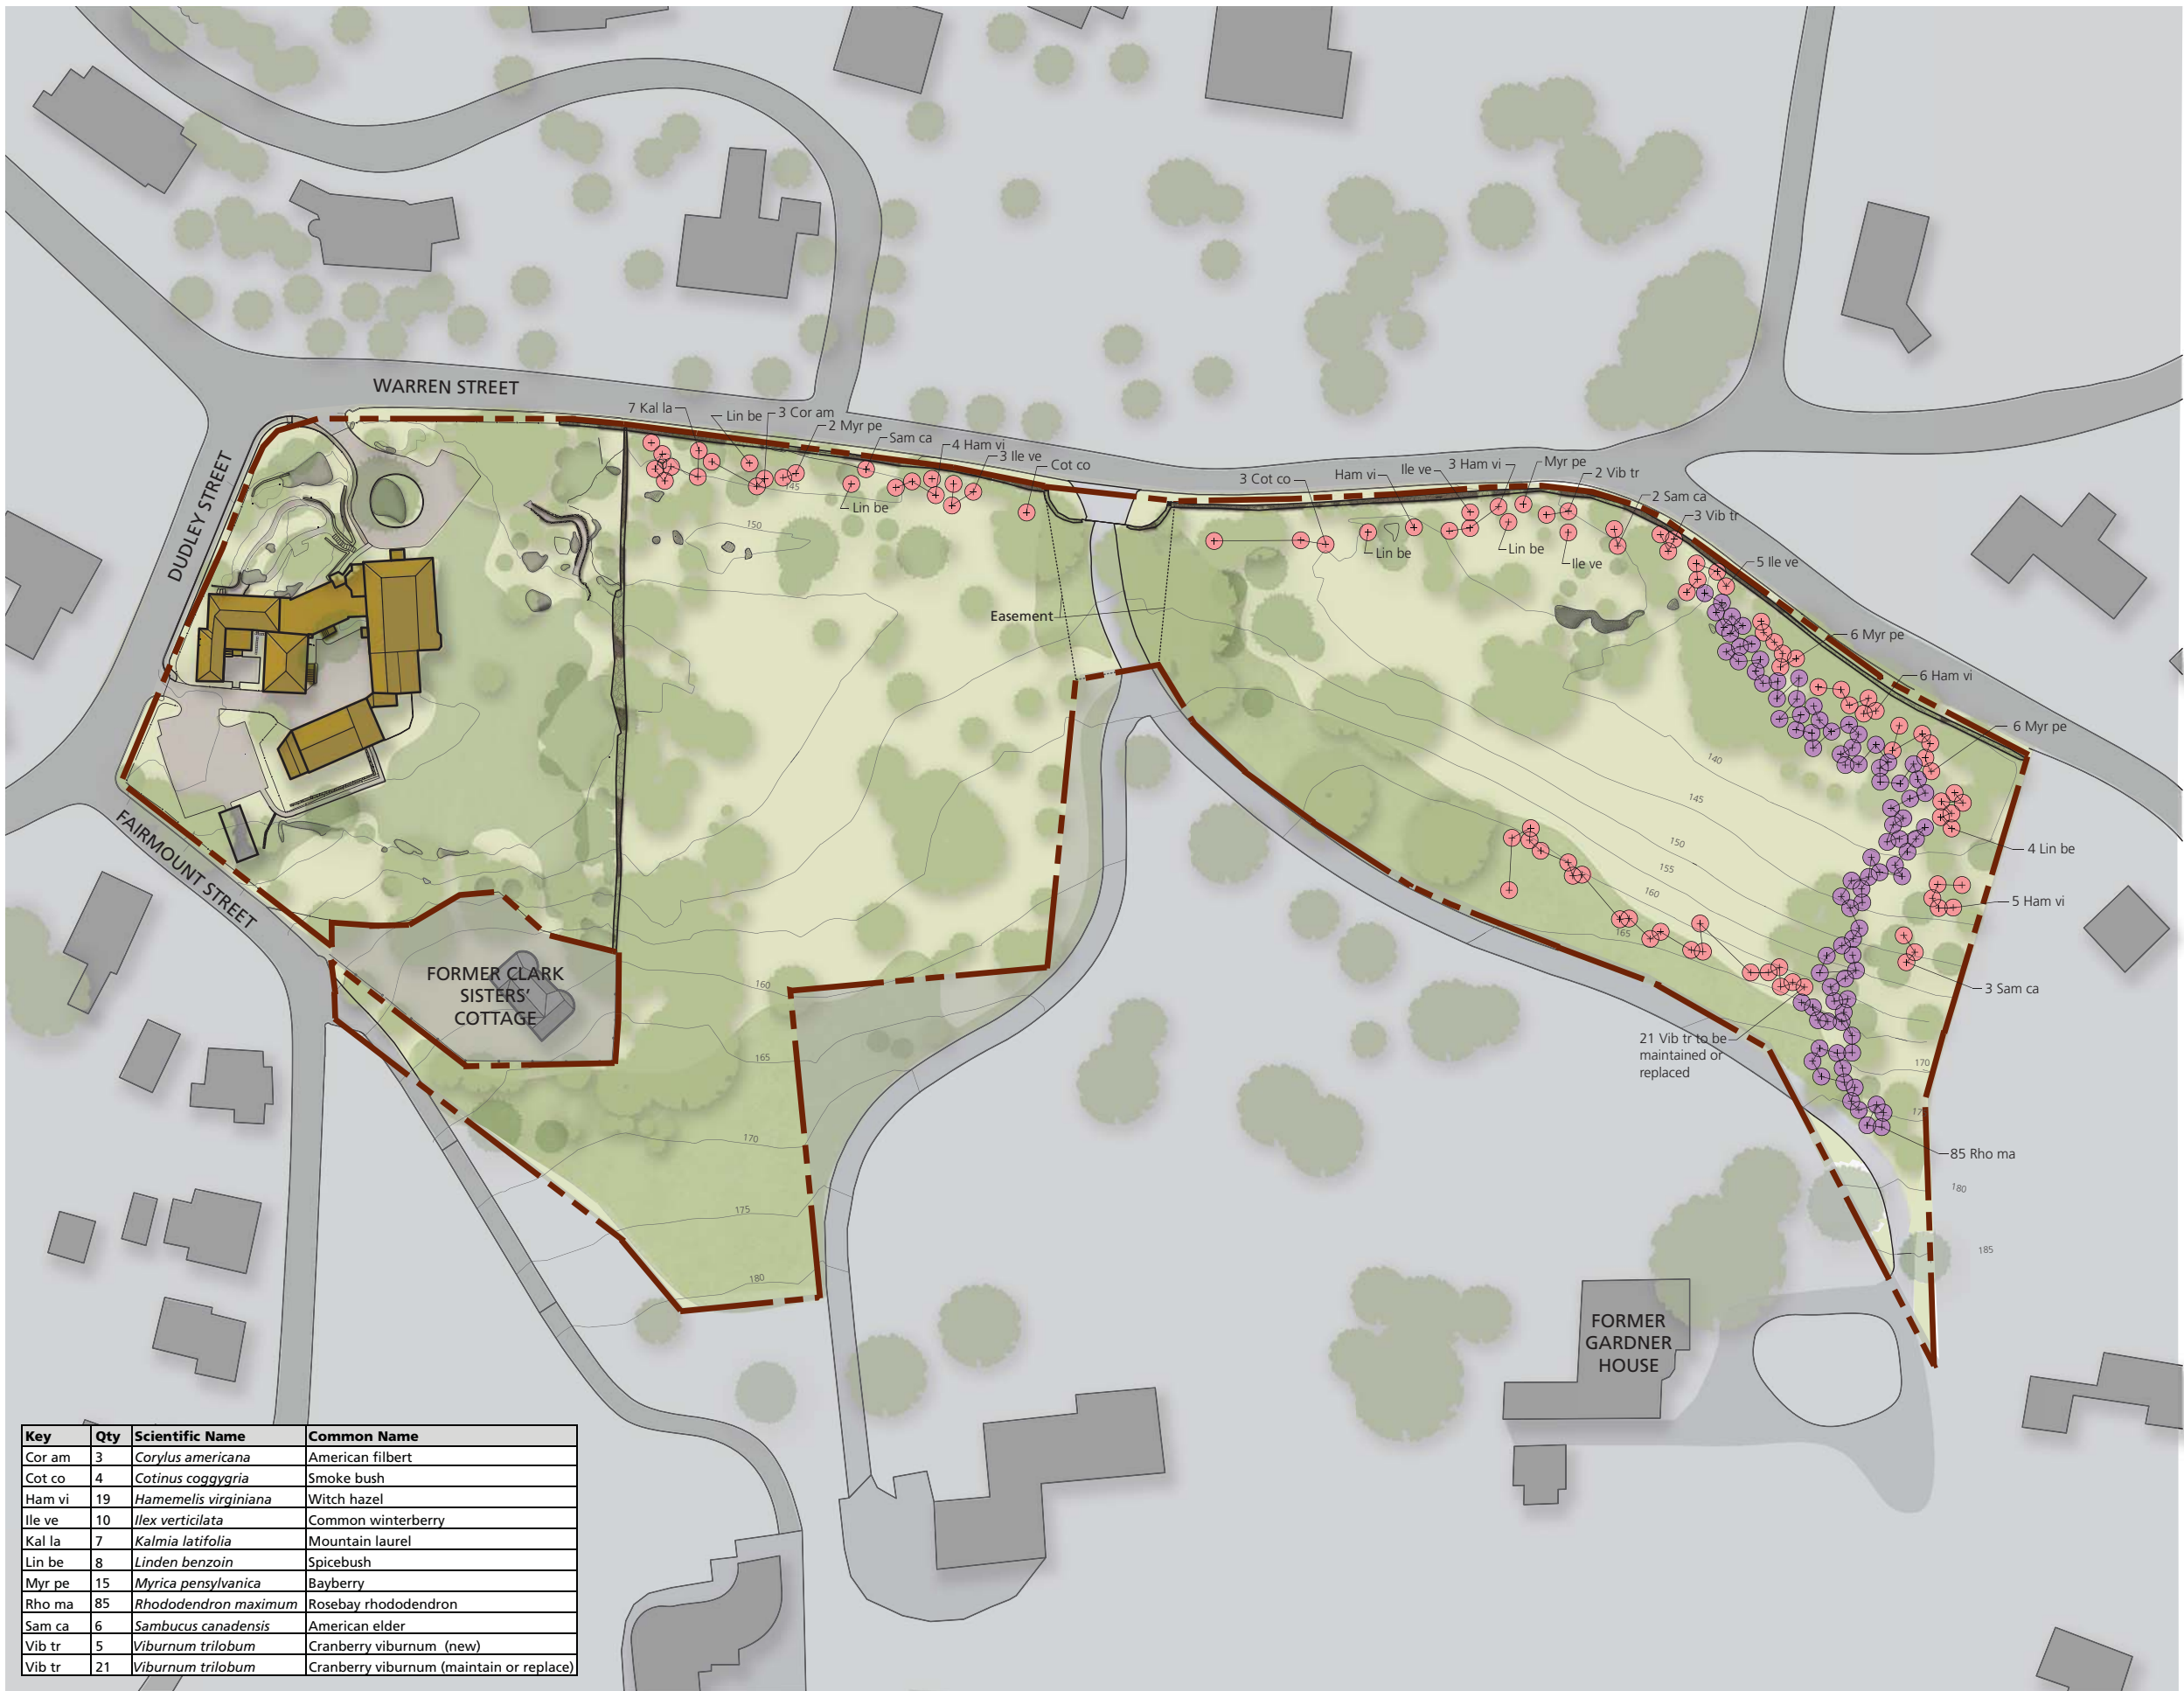 WARREN STREET
DUDLEY STREET
FAIRMOUNT STREET
7 Kal la
Lin be
3 Cor am
2 Myr pe
Sam ca
4 Ham vi
3 Ile ve
Cot co
145
Lin be
150
3 Cot co
Ham vi
Ile ve
3 Ham vi
Myr pe
2 Vib tr
2 Sam ca
3 Vib tr
Lin be
Lin be
Ile ve
5 Ile ve
Easement
6 Myr pe
6 Ham vi
6 Myr pe
140
145
150
155
160
165
4 Lin be
5 Ham vi
3 Sam ca
FORMER CLARK
SISTERS'
COTTAGE
160
165
170
175
180
21 Vib tr to be
maintained or
replaced
170
85 Rho ma
180
185
FORMER
GARDNER
HOUSE
Key Qty Scientific Name Common Name
Cor am 3 Corylus americana American filbert
Cot co 4 Cotinus coggygria Smoke bush
Ham vi 19 Hamemelis virginiana Witch hazel
Ile ve 10 Ilex verticilata Common winterberry
Kal la 7 Kalmia latifolia Mountain laurel
Lin be 8 Linden benzoin Spicebush
Myr pe 15 Myrica pensylvanica Bayberry
Rho ma 85 Rhododendron maximum Rosebay rhododendron
Sam ca 6 Sambucus canadensis American elder
Vib tr 5 Viburnum trilobum Cranberry viburnum (new)
Vib tr 21 Viburnum trilobum Cranberry viburnum (maintain or replace)